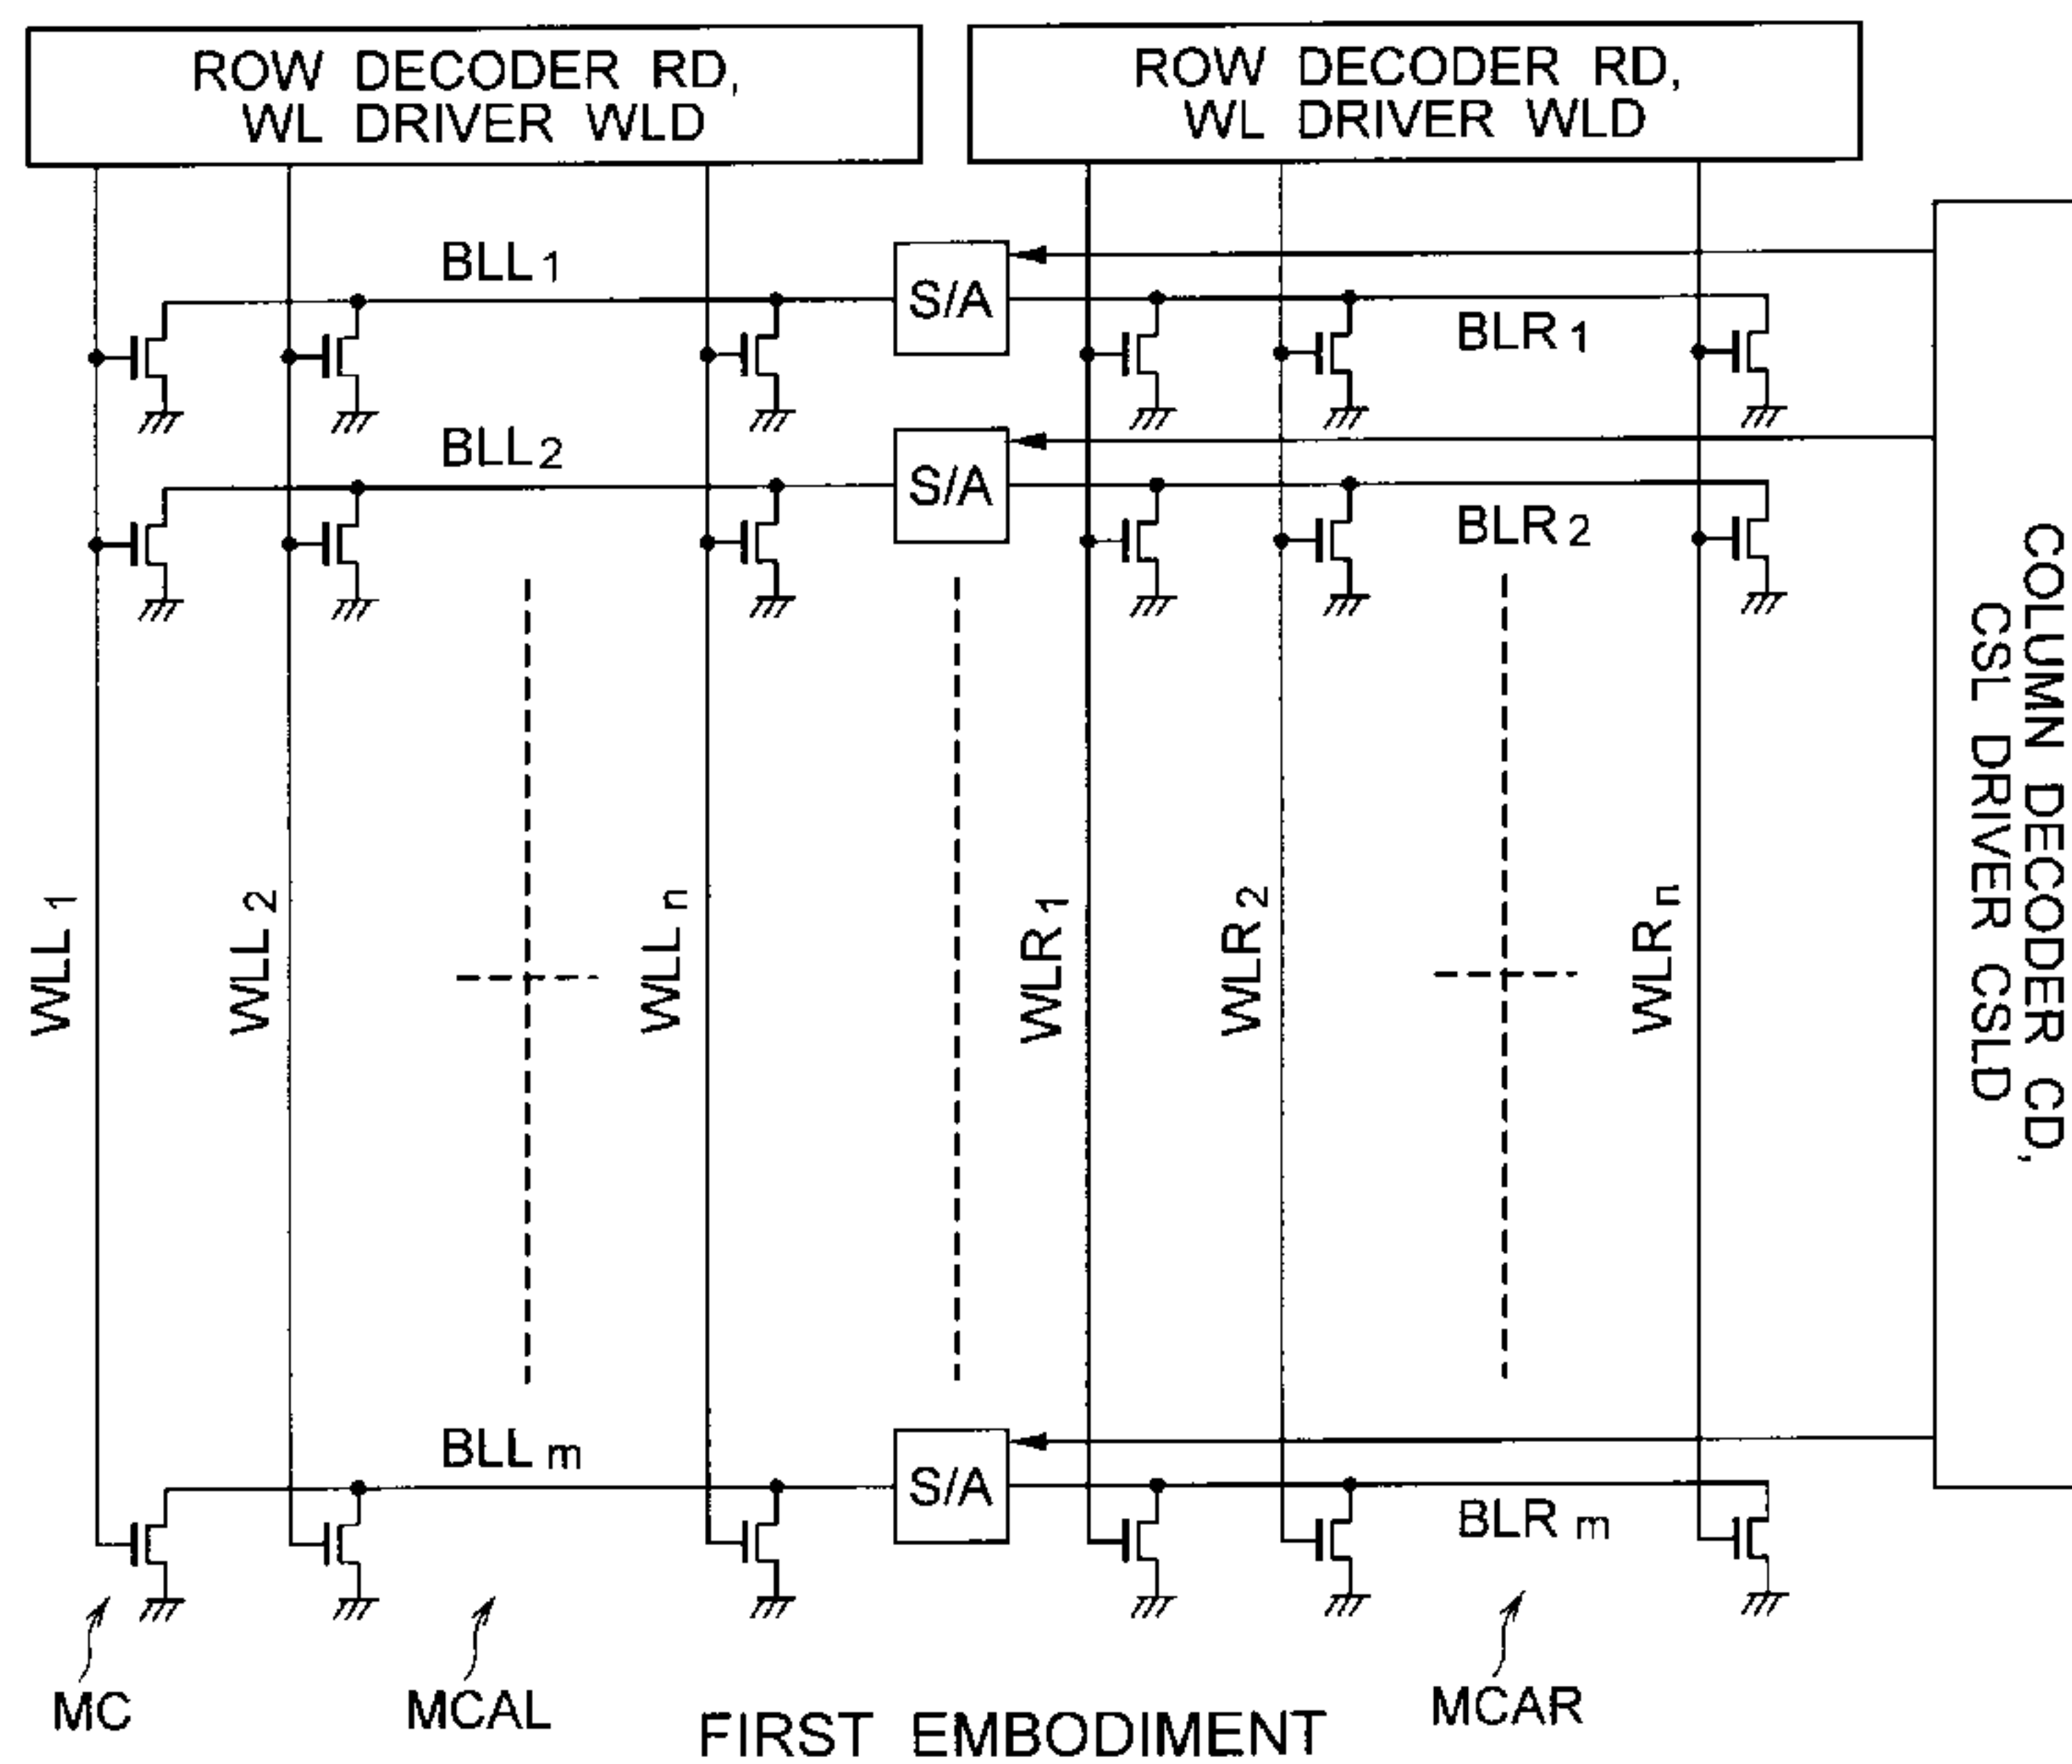 ROW DECODER RD,
WL DRIVER WLD
ROW DECODER RD,
WL DRIVER WLD
BLL1
S/A
BLR1
BLL2
S/A
BLR2
COLUMN DECODER CD,
CSL DRIVER CSLD
WLL1
WLL2
WLLn
WLR1
WLR2
WLRn
BLLm
S/A
BLRm
MC
MCAL
MCAR
FIRST EMBODIMENT